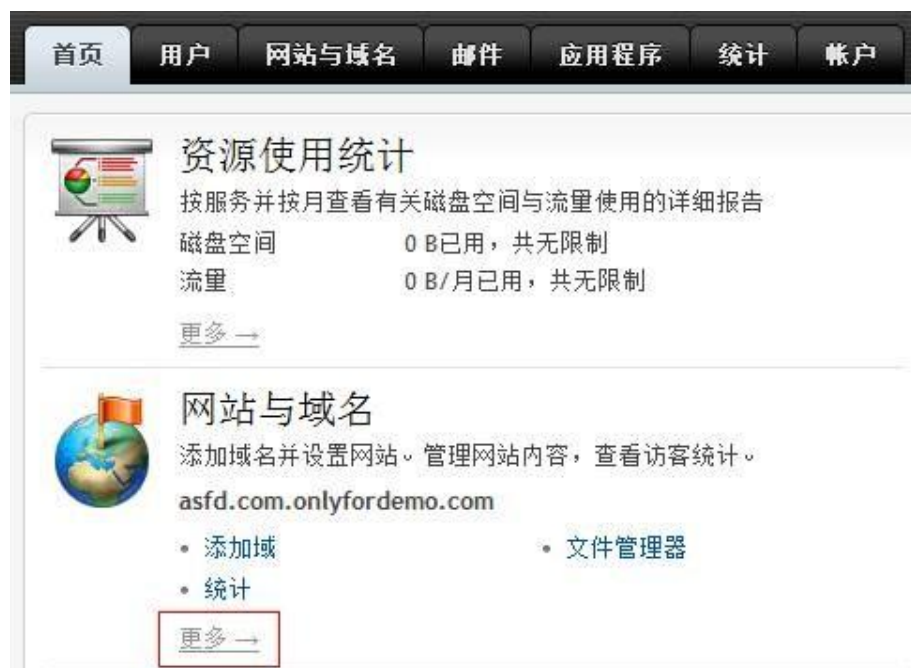 首页 用户 网站与域名 邮件 应用程序 统计 帐户
资源使用统计
按服务并按月查看有关磁盘空间与流量使用的详细报告
磁盘空间 0 B已用，共无限制
流量 0 B/月已用，共无限制
更多 →
网站与域名
添加域名并设置网站。管理网站内容，查看访客统计。
asfd.com.onlyfordemo.com
• 添加域 • 文件管理器
• 统计
更多 →